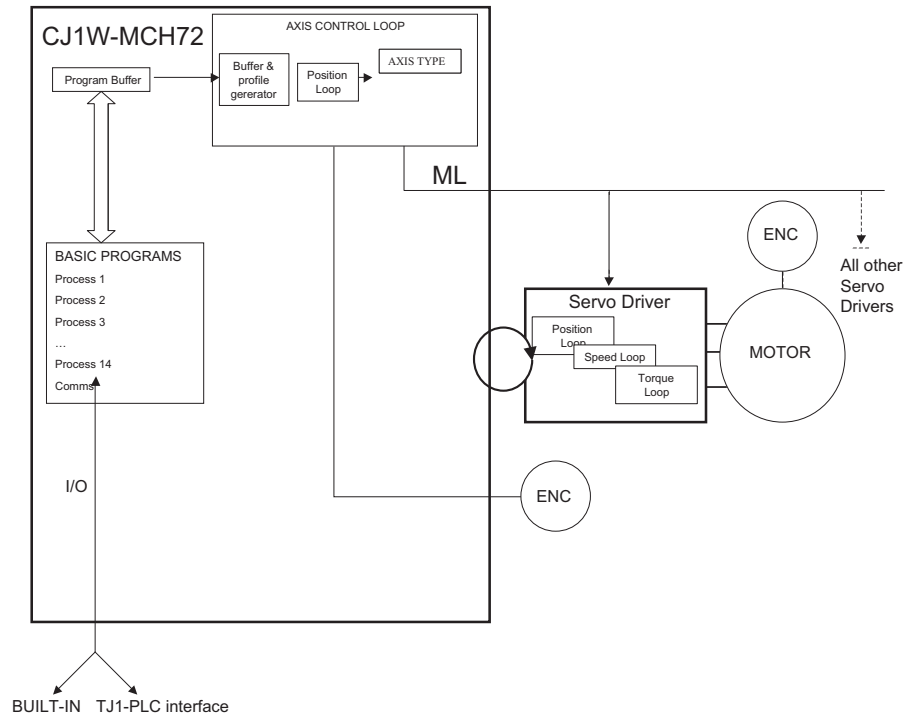 CJ1W-MCH72
AXIS CONTROL LOOP
Program Buffer
Buffer &
profile
gererator
Position
Loop
AXIS TYPE
ML
BASIC PROGRAMS
Process 1
Process 2
Process 3
...
Process 14
Comms
ENC
All other
Servo
Drivers
Servo Driver
Position
Loop
Speed Loop
Torque
Loop
MOTOR
I/O
ENC
BUILT-IN
TJ1-PLC interface